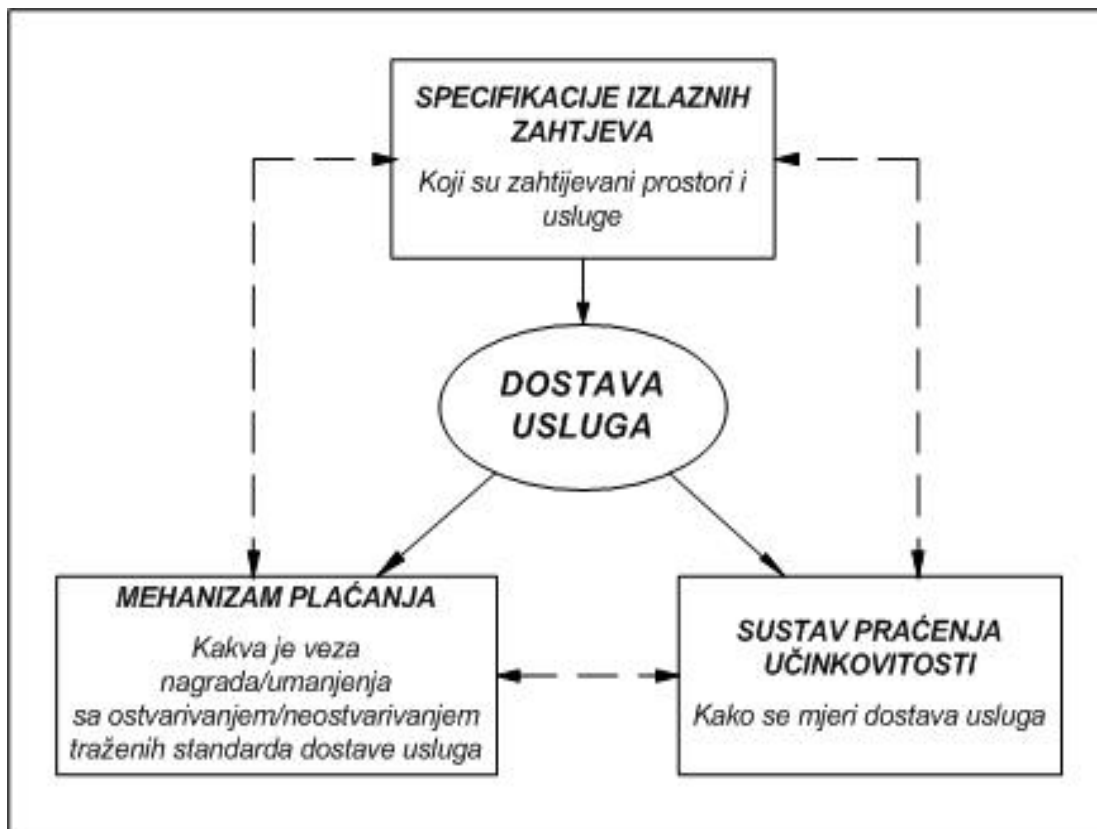 SPECIFIKACIJE IZLAZNIH
ZAHTJEVA
Koji su zahtijevani prostori i
usluge
DOSTAVA
USLUGA
MEHANIZAM PLAĆANJA
Kakva je veza
nagrada/umanjenja
sa ostvarivanjem/neostvarivanjem
traženih standarda dostave usluga
SUSTAV PRAĆENJA
UČINKOVITOSTI
Kako se mjeri dostava usluga